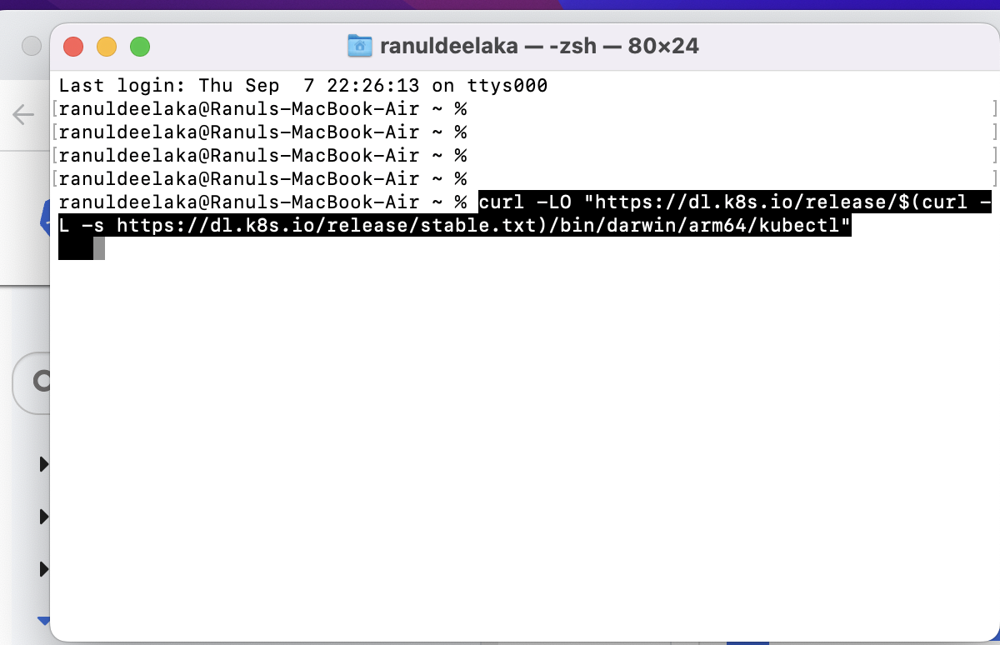 ranuldeelaka — -zsh — 80×24
Last login: Thu Sep  7 22:26:13 on ttys000
[ranuldeelaka@Ranuls-MacBook-Air ~ % ]
[ranuldeelaka@Ranuls-MacBook-Air ~ % ]
[ranuldeelaka@Ranuls-MacBook-Air ~ % ]
[ranuldeelaka@Ranuls-MacBook-Air ~ % ]
ranuldeelaka@Ranuls-MacBook-Air ~ % curl -LO "https://dl.k8s.io/release/$(curl -
L -s https://dl.k8s.io/release/stable.txt)/bin/darwin/arm64/kubectl"